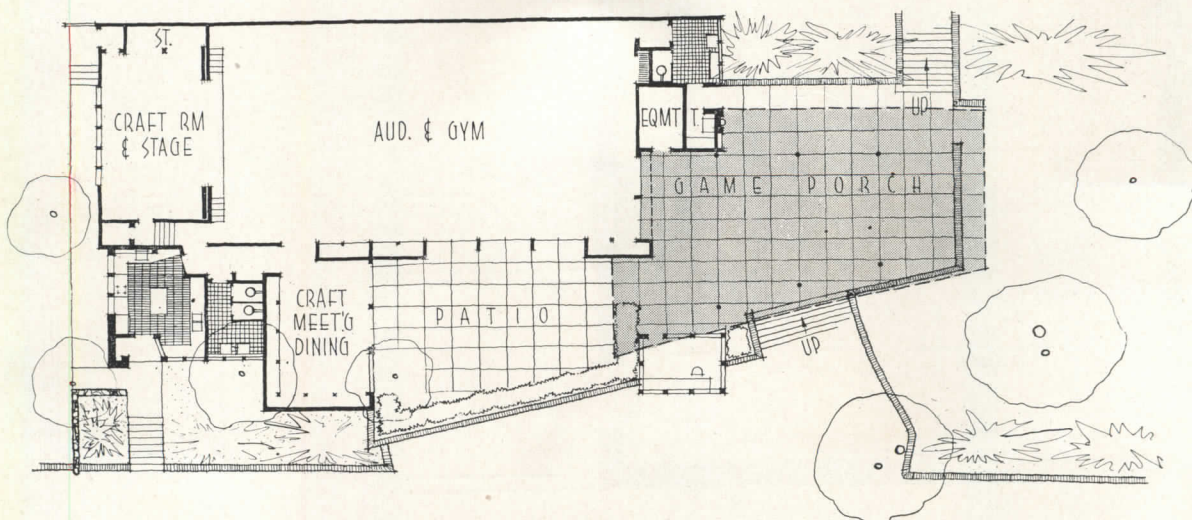 ST.
CRAFT RM
& STAGE
AUD. & GYM
EQMT
T.
UP
GAME PORCH
CRAFT
MEET'G
DINING
PATIO
UP